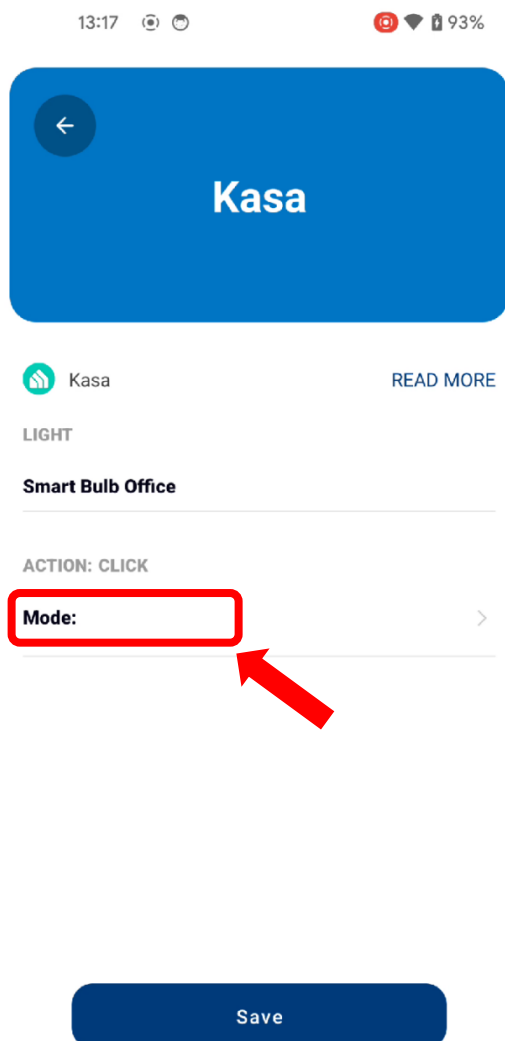 13:17 93%
Kasa
Kasa READ MORE
LIGHT
Smart Bulb Office
ACTION: CLICK
Mode:
Save